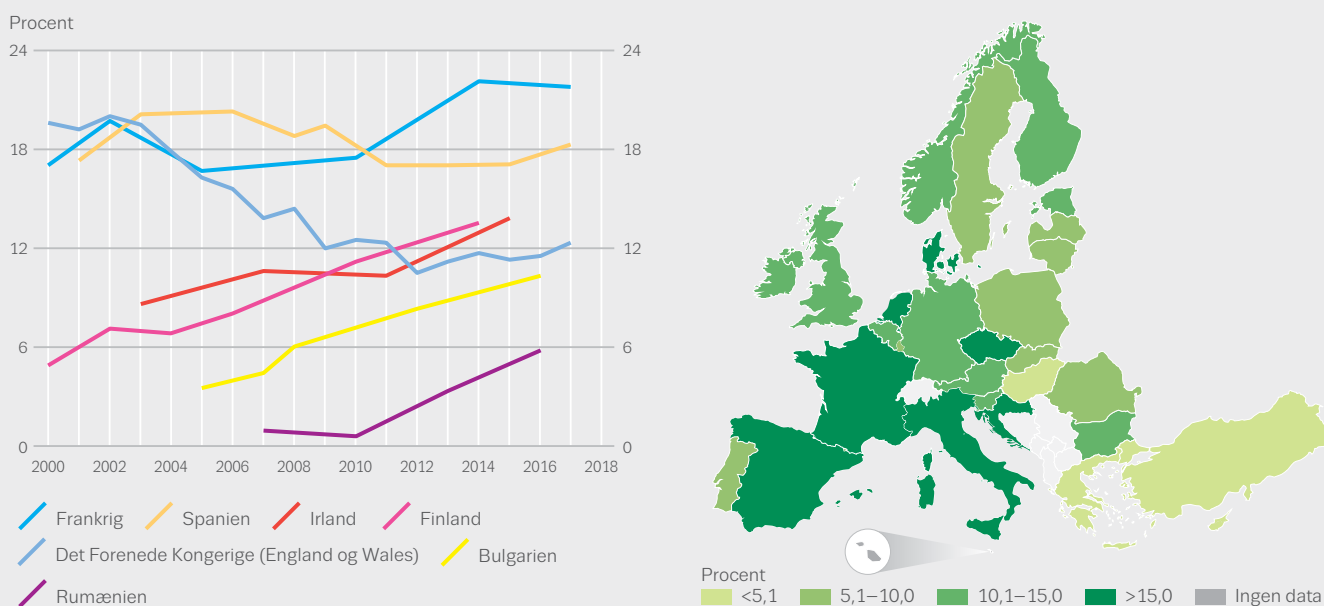 Procent
24 24
18 18
12 12
6 6
0 0
2000 2002 2004 2006 2008 2010 2012 2014 2016 2018
Frankrig Spanien Irland Finland
Det Forenede Kongerige (England og Wales) Bulgarien
Rumænien
Procent
<5,1 5,1–10,0 10,1–15,0 >15,0 Ingen data